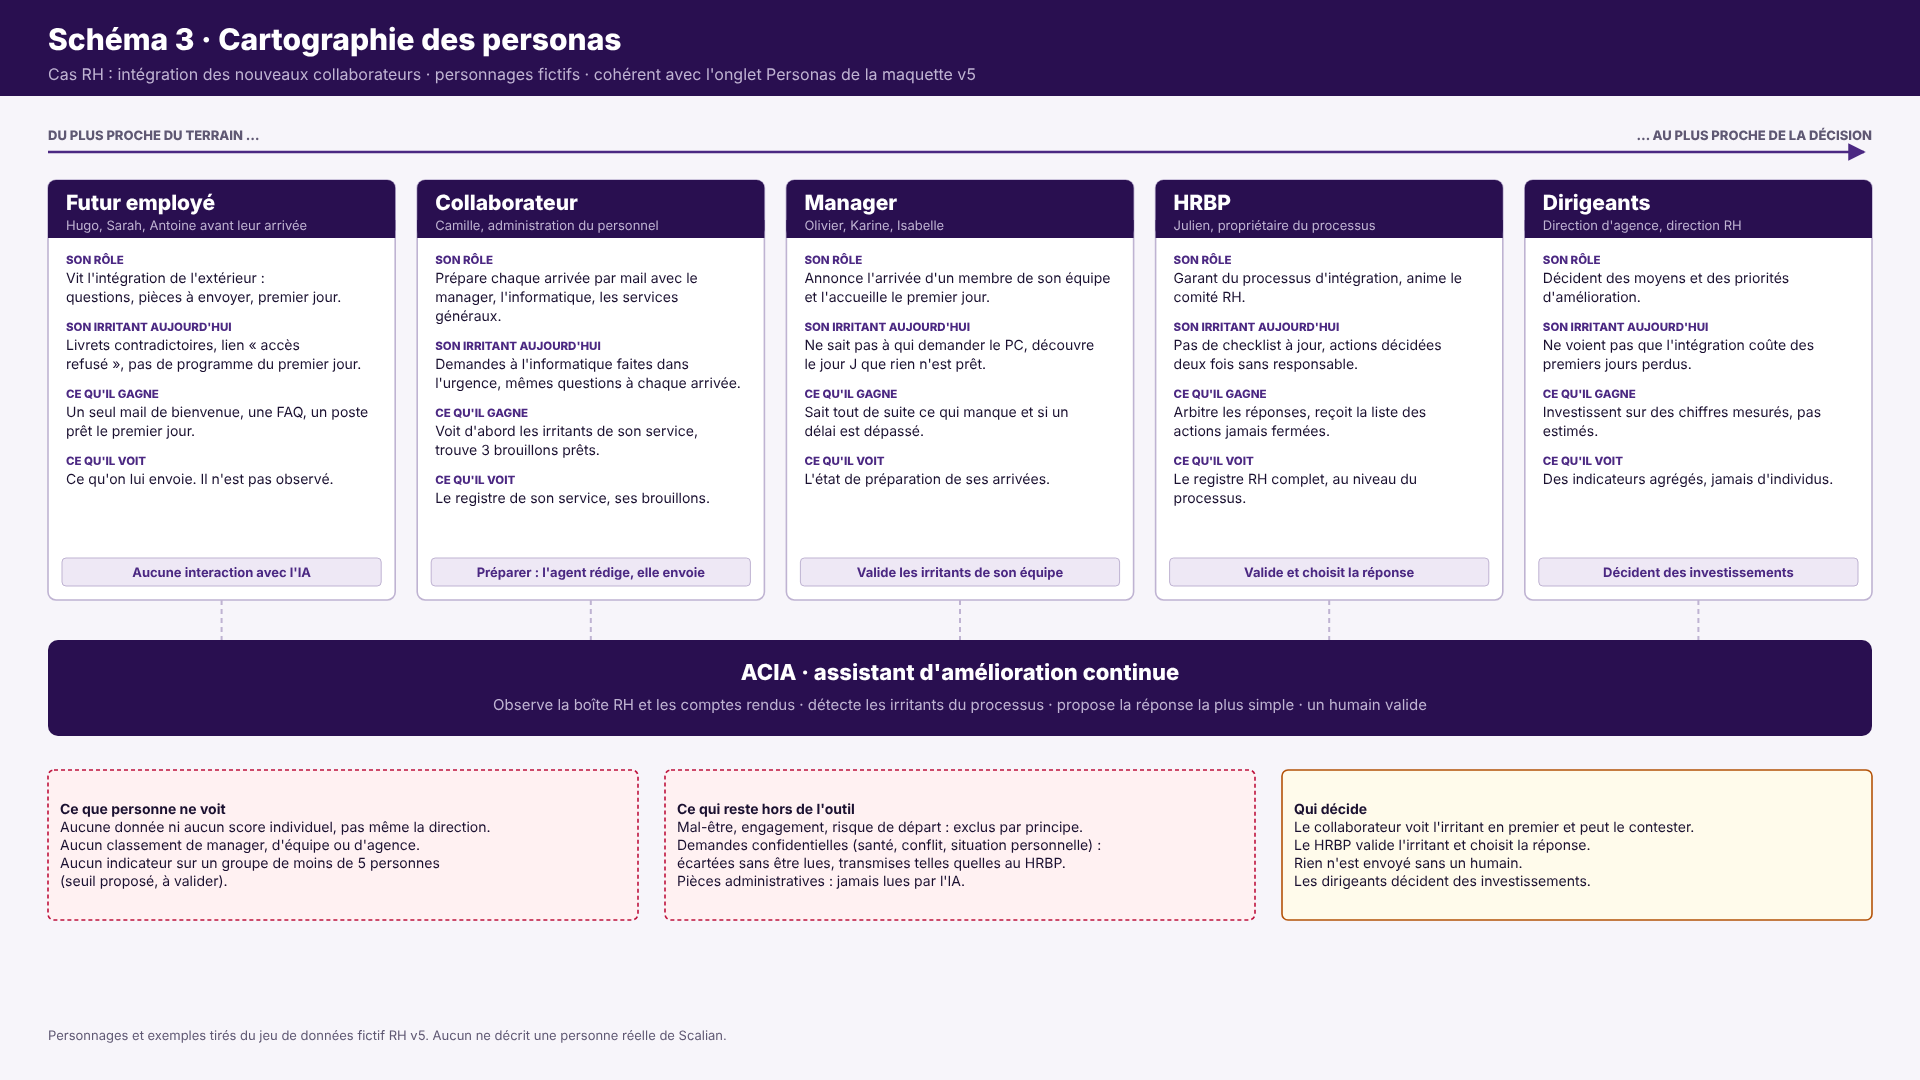 Schéma 3 · Cartographie des personas
Cas RH : intégration des nouveaux collaborateurs · personnages fictifs · cohérent avec l'onglet Personas de la maquette v5
DU PLUS PROCHE DU TERRAIN ...
... AU PLUS PROCHE DE LA DÉCISION
Futur employé
Hugo, Sarah, Antoine avant leur arrivée
SON RÔLE
Vit l'intégration de l'extérieur :
questions, pièces à envoyer, premier jour.
SON IRRITANT AUJOURD'HUI
Livrets contradictoires, lien « accès
refusé », pas de programme du premier jour.
CE QU'IL GAGNE
Un seul mail de bienvenue, une FAQ, un poste
prêt le premier jour.
CE QU'IL VOIT
Ce qu'on lui envoie. Il n'est pas observé.
Aucune interaction avec l'IA
Collaborateur
Camille, administration du personnel
SON RÔLE
Prépare chaque arrivée par mail avec le
manager, l'informatique, les services
généraux.
SON IRRITANT AUJOURD'HUI
Demandes à l'informatique faites dans
l'urgence, mêmes questions à chaque arrivée.
CE QU'IL GAGNE
Voit d'abord les irritants de son service,
trouve 3 brouillons prêts.
CE QU'IL VOIT
Le registre de son service, ses brouillons.
Préparer : l'agent rédige, elle envoie
Manager
Olivier, Karine, Isabelle
SON RÔLE
Annonce l'arrivée d'un membre de son équipe
et l'accueille le premier jour.
SON IRRITANT AUJOURD'HUI
Ne sait pas à qui demander le PC, découvre
le jour J que rien n'est prêt.
CE QU'IL GAGNE
Sait tout de suite ce qui manque et si un
délai est dépassé.
CE QU'IL VOIT
L'état de préparation de ses arrivées.
Valide les irritants de son équipe
HRBP
Julien, propriétaire du processus
SON RÔLE
Garant du processus d'intégration, anime le
comité RH.
SON IRRITANT AUJOURD'HUI
Pas de checklist à jour, actions décidées
deux fois sans responsable.
CE QU'IL GAGNE
Arbitre les réponses, reçoit la liste des
actions jamais fermées.
CE QU'IL VOIT
Le registre RH complet, au niveau du
processus.
Valide et choisit la réponse
Dirigeants
Direction d'agence, direction RH
SON RÔLE
Décident des moyens et des priorités
d'amélioration.
SON IRRITANT AUJOURD'HUI
Ne voient pas que l'intégration coûte des
premiers jours perdus.
CE QU'IL GAGNE
Investissent sur des chiffres mesurés, pas
estimés.
CE QU'IL VOIT
Des indicateurs agrégés, jamais d'individus.
Décident des investissements
ACIA · assistant d'amélioration continue
Observe la boîte RH et les comptes rendus · détecte les irritants du processus · propose la réponse la plus simple · un humain valide
Ce que personne ne voit
Aucune donnée ni aucun score individuel, pas même la direction.
Aucun classement de manager, d'équipe ou d'agence.
Aucun indicateur sur un groupe de moins de 5 personnes
(seuil proposé, à valider).
Ce qui reste hors de l'outil
Mal-être, engagement, risque de départ : exclus par principe.
Demandes confidentielles (santé, conflit, situation personnelle) :
écartées sans être lues, transmises telles quelles au HRBP.
Pièces administratives : jamais lues par l'IA.
Qui décide
Le collaborateur voit l'irritant en premier et peut le contester.
Le HRBP valide l'irritant et choisit la réponse.
Rien n'est envoyé sans un humain.
Les dirigeants décident des investissements.
Personnages et exemples tirés du jeu de données fictif RH v5. Aucun ne décrit une personne réelle de Scalian.